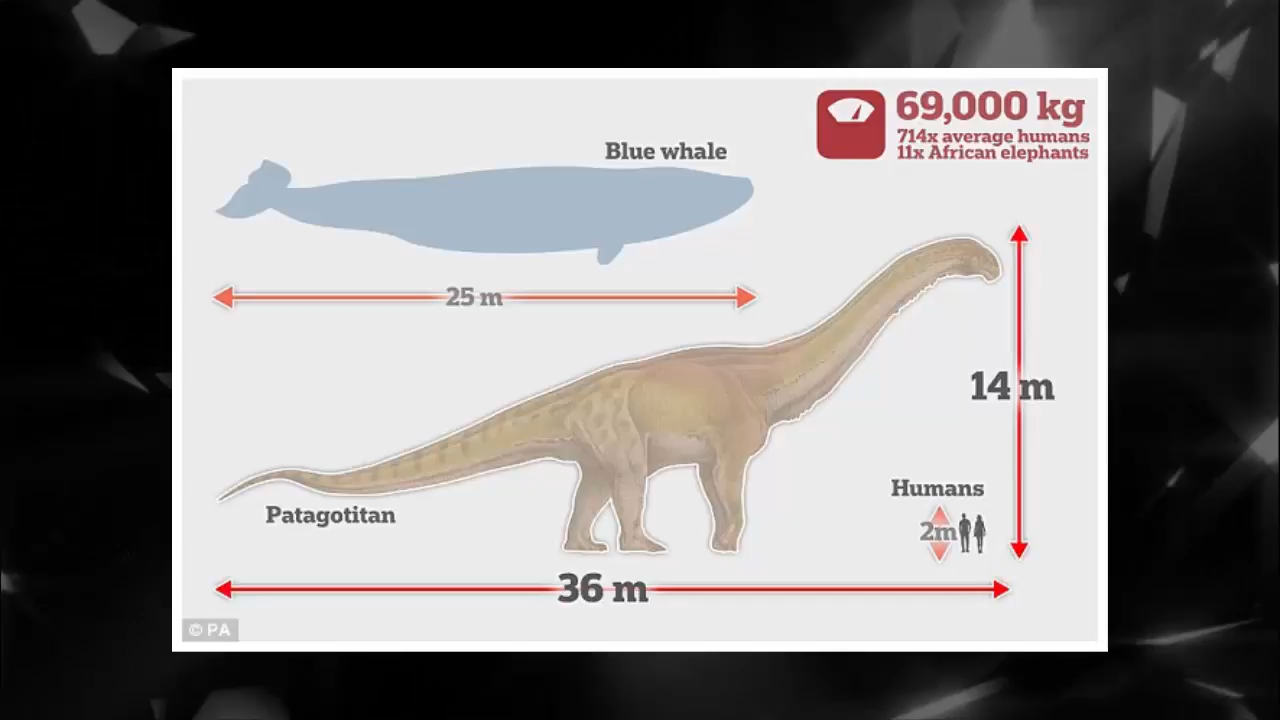 69,000 kg
714x average humans
11x African elephants
Blue whale
25 m
14 m
Humans
2m
Patagotitan
36 m
© PA